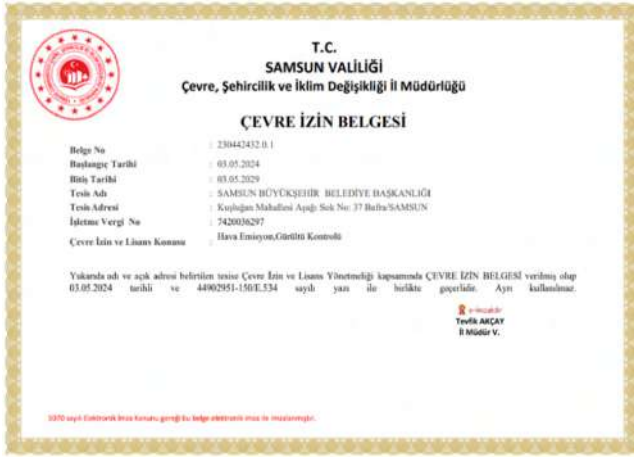 T.C.
SAMSUN VALİLİĞİ
Çevre, Şehircilik ve İklim Değişikliği İl Müdürlüğü
ÇEVRE İZİN BELGESİ
Belge No : 230442432.0.1
Başlangıç Tarihi : 03.05.2024
Bitiş Tarihi : 03.05.2029
Tesis Adı : SAMSUN BÜYÜKŞEHİR BELEDİYE BAŞKANLIĞI
Tesis Adresi : Kuşluğan Mahallesi Aşağı Sok No: 37 Bafra/SAMSUN
İşletme Vergi No : 7420036297
Çevre İzin ve Lisans Konusu : Hava Emisyon,Gürültü Kontrolü
Yukarıda adı ve açık adresi belirtilen tesise Çevre İzin ve Lisans Yönetmeliği kapsamında ÇEVRE İZİN BELGESİ verilmiş olup
03.05.2024 tarihli ve 44902951-150/E.534 sayılı yazı ile birlikte geçerlidir. Ayrı kullanılmaz.
e-imzalıdır
Tevfik AKÇAY
İl Müdür V.
5070 sayılı Elektronik İmza Kanunu gereği bu belge elektronik imza ile imzalanmıştır.